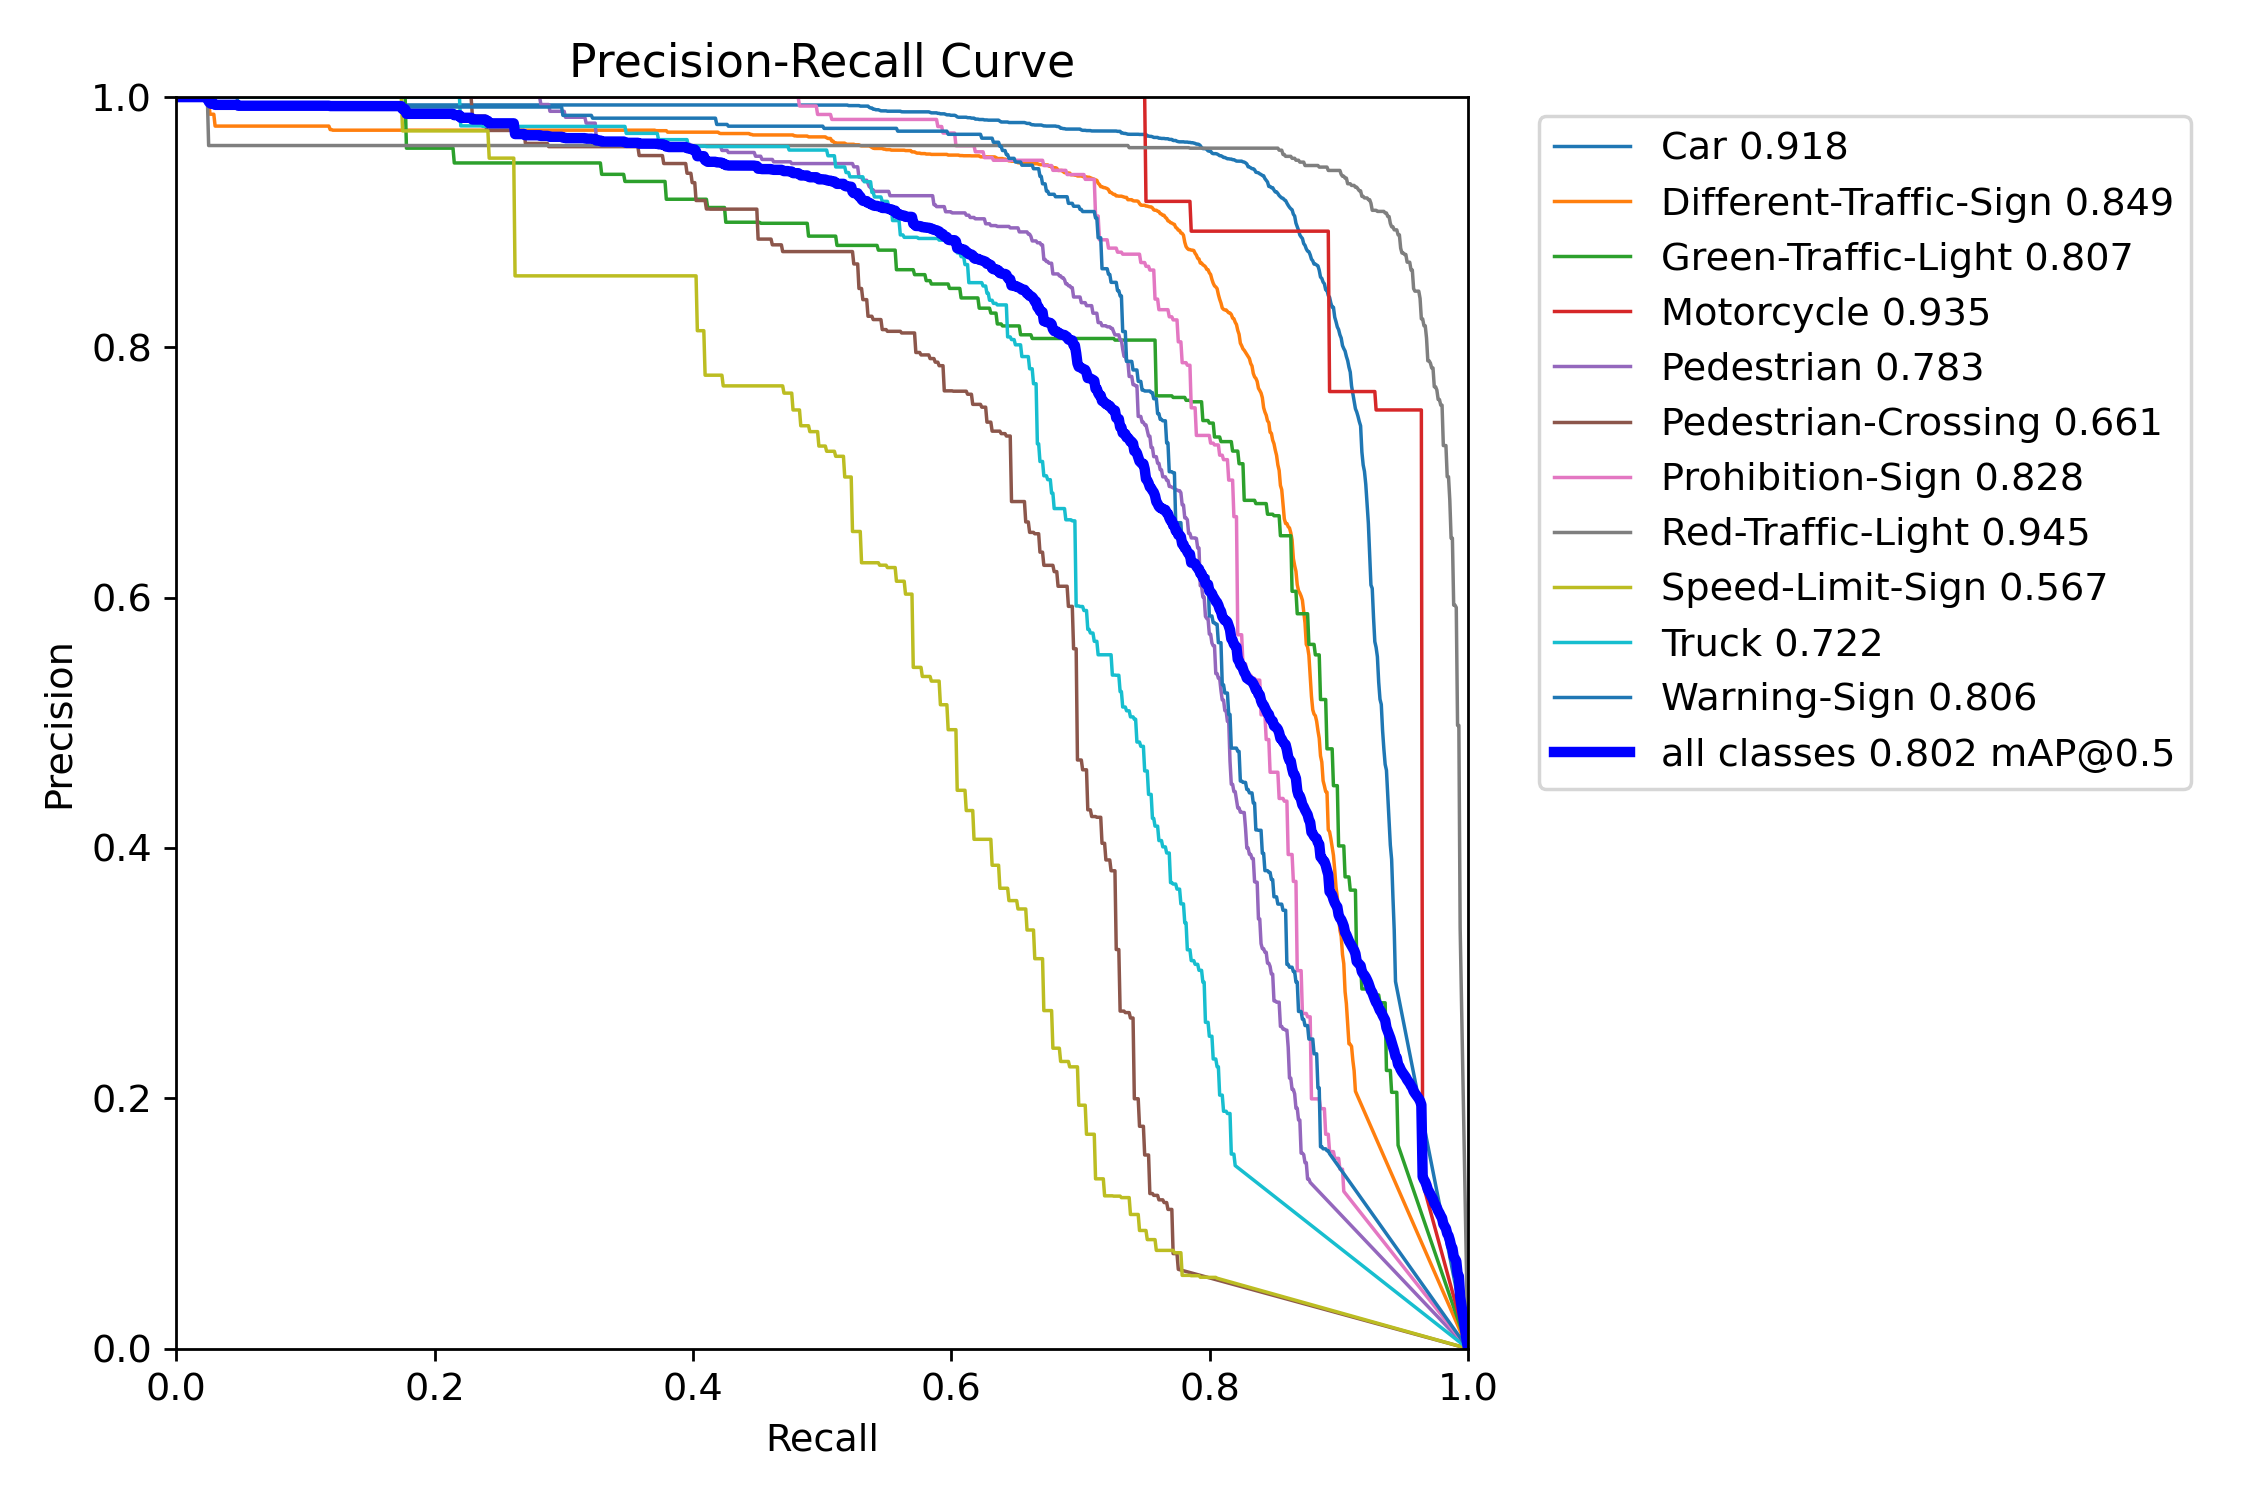 Precision-Recall Curve
1.0
0.8
0.6
0.4
0.2
0.0
Precision
0.0 0.2 0.4 0.6 0.8 1.0
Recall
Car 0.918
Different-Traffic-Sign 0.849
Green-Traffic-Light 0.807
Motorcycle 0.935
Pedestrian 0.783
Pedestrian-Crossing 0.661
Prohibition-Sign 0.828
Red-Traffic-Light 0.945
Speed-Limit-Sign 0.567
Truck 0.722
Warning-Sign 0.806
all classes 0.802 mAP@0.5